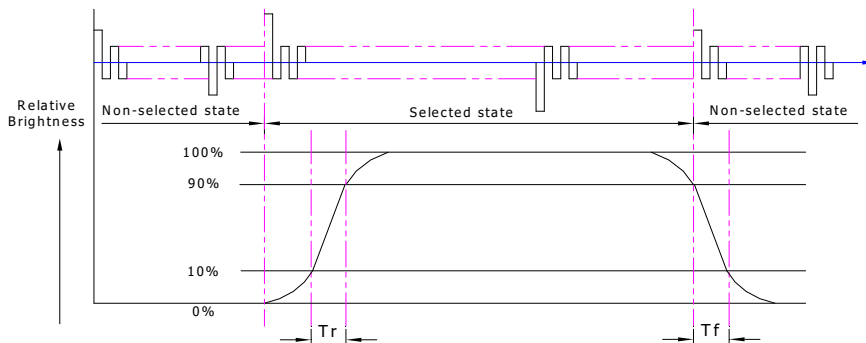 Relative
Brightness
Non-selected state
Selected state
Non-selected state
100%
90%
10%
0%
Tr
Tf